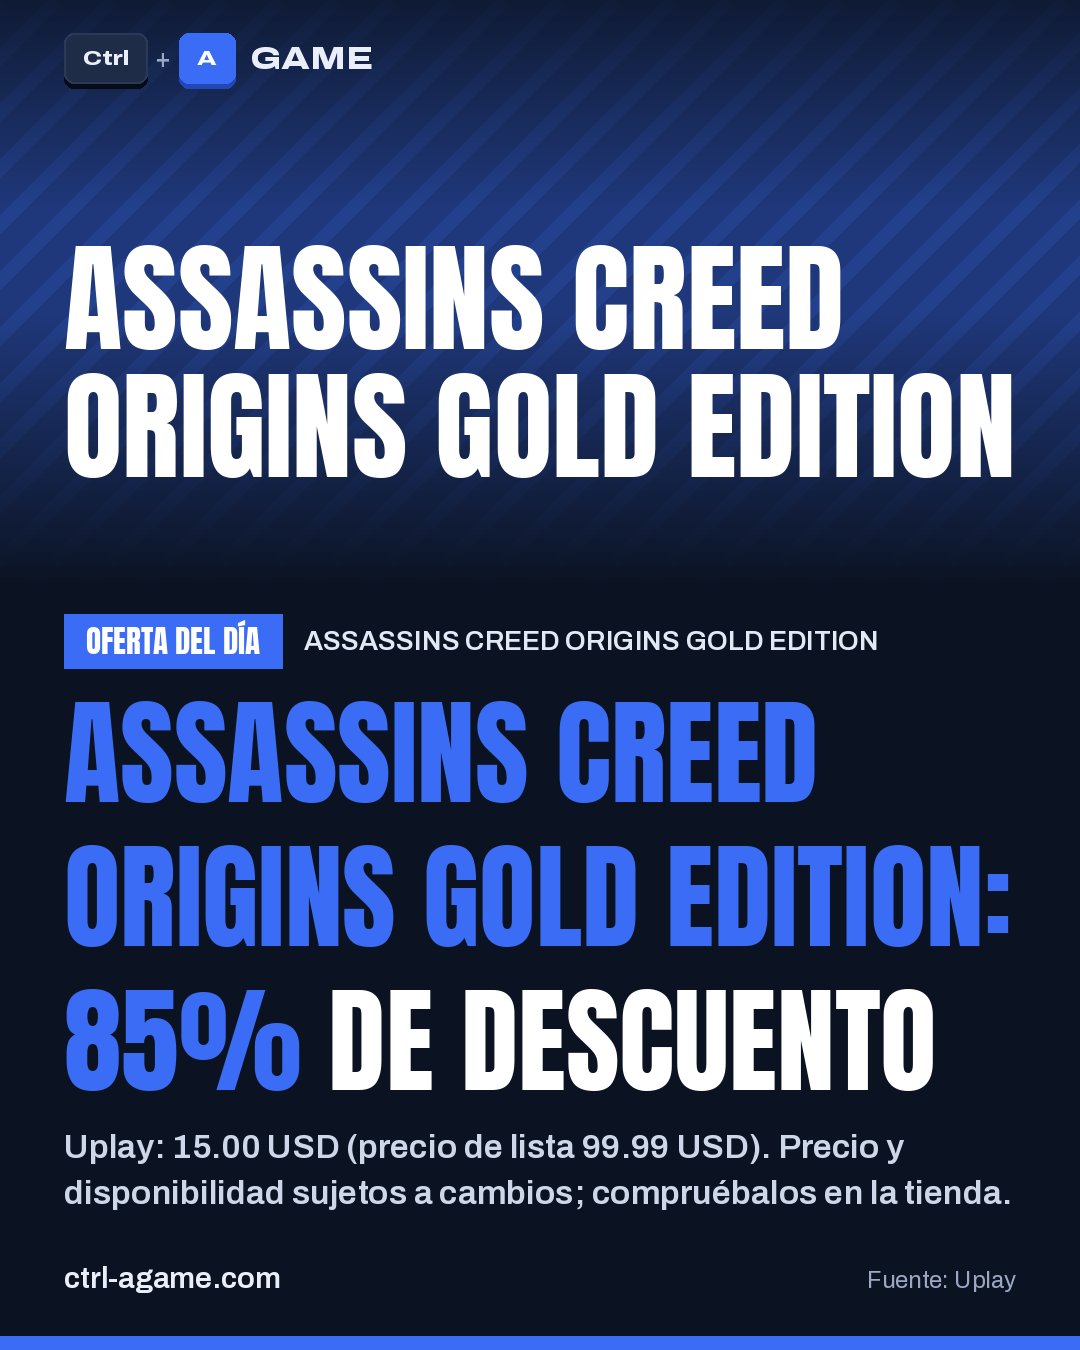 Ctrl + A GAME
ASSASSINS CREED
ORIGINS GOLD EDITION
OFERTA DEL DÍA ASSASSINS CREED ORIGINS GOLD EDITION
ASSASSINS CREED
ORIGINS GOLD EDITION:
85% DE DESCUENTO
Uplay: 15.00 USD (precio de lista 99.99 USD). Precio y
disponibilidad sujetos a cambios; compruébalos en la tienda.
ctrl-agame.com Fuente: Uplay